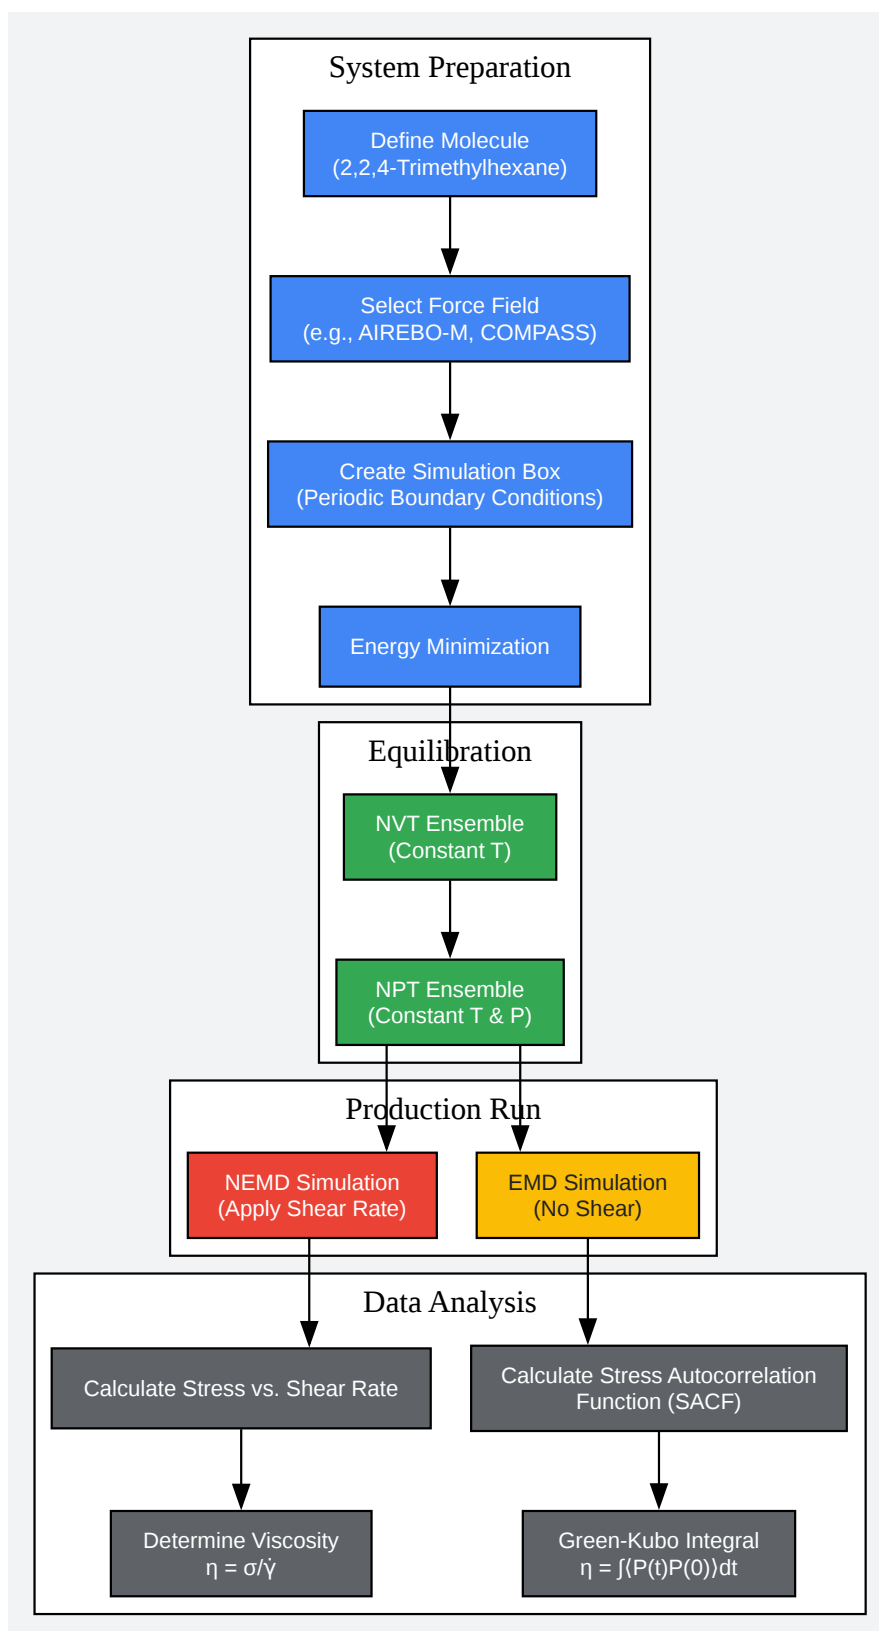 System Preparation
Define Molecule
(2,2,4-Trimethylhexane)
Select Force Field
(e.g., AIREBO-M, COMPASS)
Create Simulation Box
(Periodic Boundary Conditions)
Energy Minimization
Equilibration
NVT Ensemble
(Constant T)
NPT Ensemble
(Constant T & P)
Production Run
NEMD Simulation
(Apply Shear Rate)
EMD Simulation
(No Shear)
Data Analysis
Calculate Stress vs. Shear Rate
Calculate Stress Autocorrelation
Function (SACF)
Determine Viscosity
η = σ/γ̇
Green-Kubo Integral
η = ∫⟨P(t)P(0)⟩dt